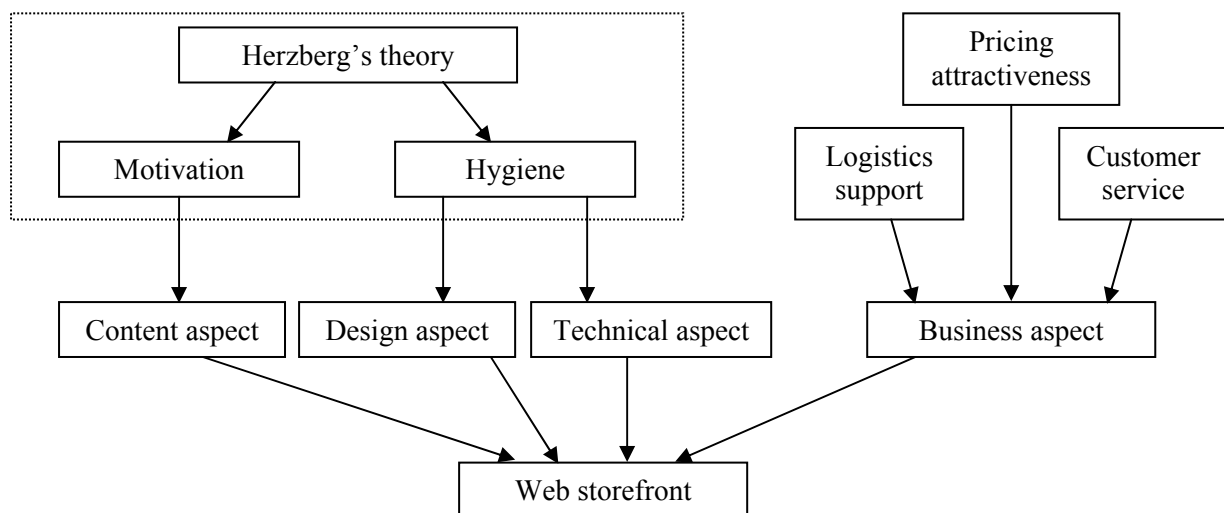 Herzberg’s theory
Pricing
attractiveness
Motivation
Hygiene
Logistics
support
Customer
service
Content aspect
Design aspect
Technical aspect
Business aspect
Web storefront